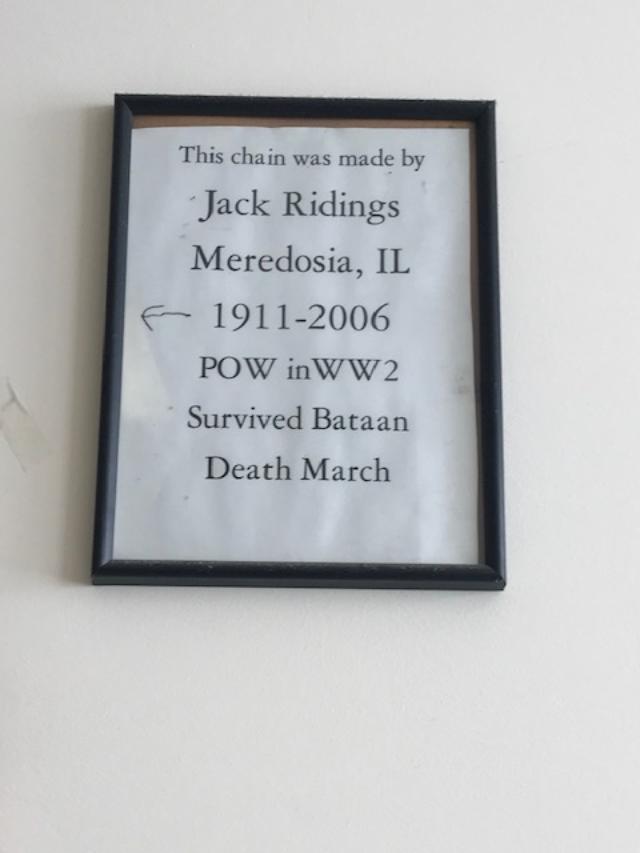 This chain was made by
Jack Ridings
Meredosia, IL
1911-2006
POW inWW2
Survived Bataan
Death March